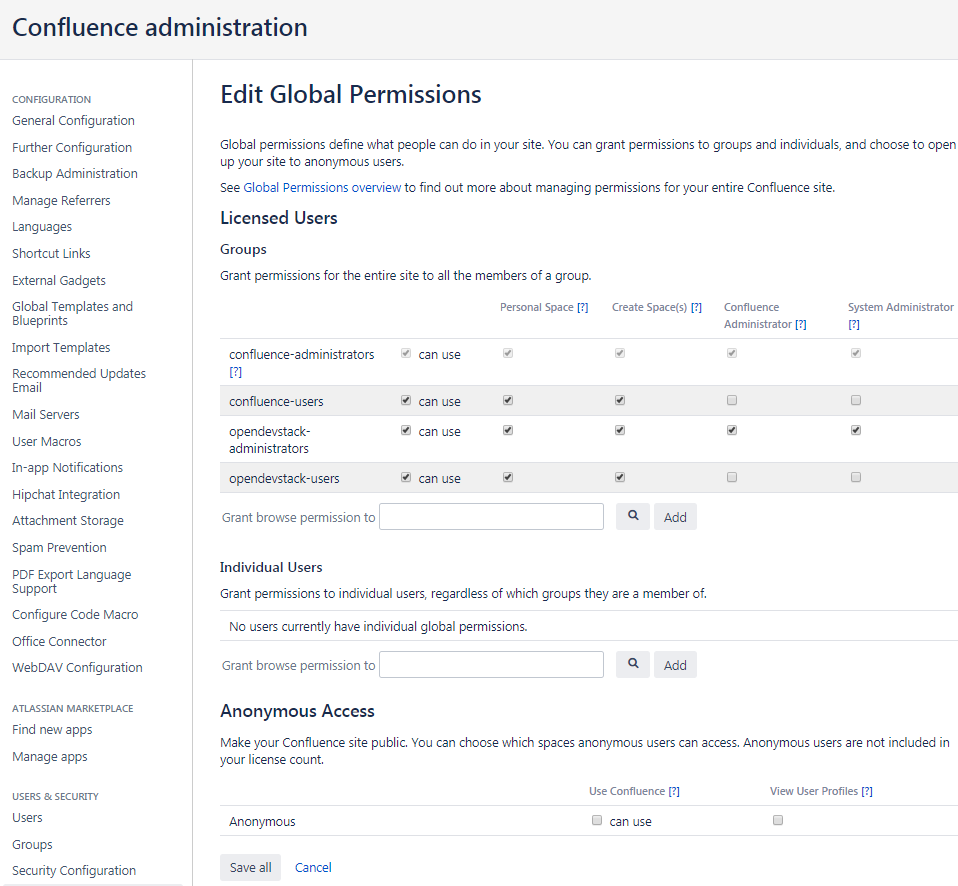 Confluence administration
CONFIGURATION
General Configuration
Further Configuration
Backup Administration
Manage Referrers
Languages
Shortcut Links
External Gadgets
Global Templates and
Blueprints
Import Templates
Recommended Updates
Email
Mail Servers
User Macros
In-app Notifications
Hipchat Integration
Attachment Storage
Spam Prevention
PDF Export Language
Support
Configure Code Macro
Office Connector
WebDAV Configuration
ATLASSIAN MARKETPLACE
Find new apps
Manage apps
USERS & SECURITY
Users
Groups
Security Configuration
Edit Global Permissions
Global permissions define what people can do in your site. You can grant permissions to groups and individuals, and choose to open
up your site to anonymous users.
See Global Permissions overview to find out more about managing permissions for your entire Confluence site.
Licensed Users
Groups
Grant permissions for the entire site to all the members of a group.
Personal Space [?] Create Space(s) [?] Confluence System Administrator
Administrator [?] [?]
confluence-administrators can use
[?]
confluence-users can use
opendevstack- can use
administrators
opendevstack-users can use
Grant browse permission to Add
Individual Users
Grant permissions to individual users, regardless of which groups they are a member of.
No users currently have individual global permissions.
Grant browse permission to Add
Anonymous Access
Make your Confluence site public. You can choose which spaces anonymous users can access. Anonymous users are not included in
your license count.
Use Confluence [?] View User Profiles [?]
Anonymous can use
Save all Cancel